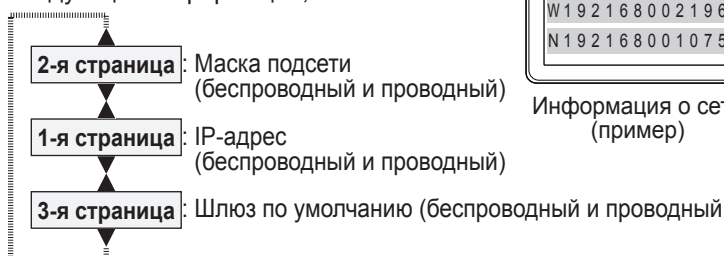 W192168002196
N192168001075
2-я страница : Маска подсети
(беспроводный и проводный)
Информация о се
(пример)
1-я страница : IP-адрес
(беспроводный и проводный)
3-я страница : Шлюз по умолчанию (беспроводный и проводный